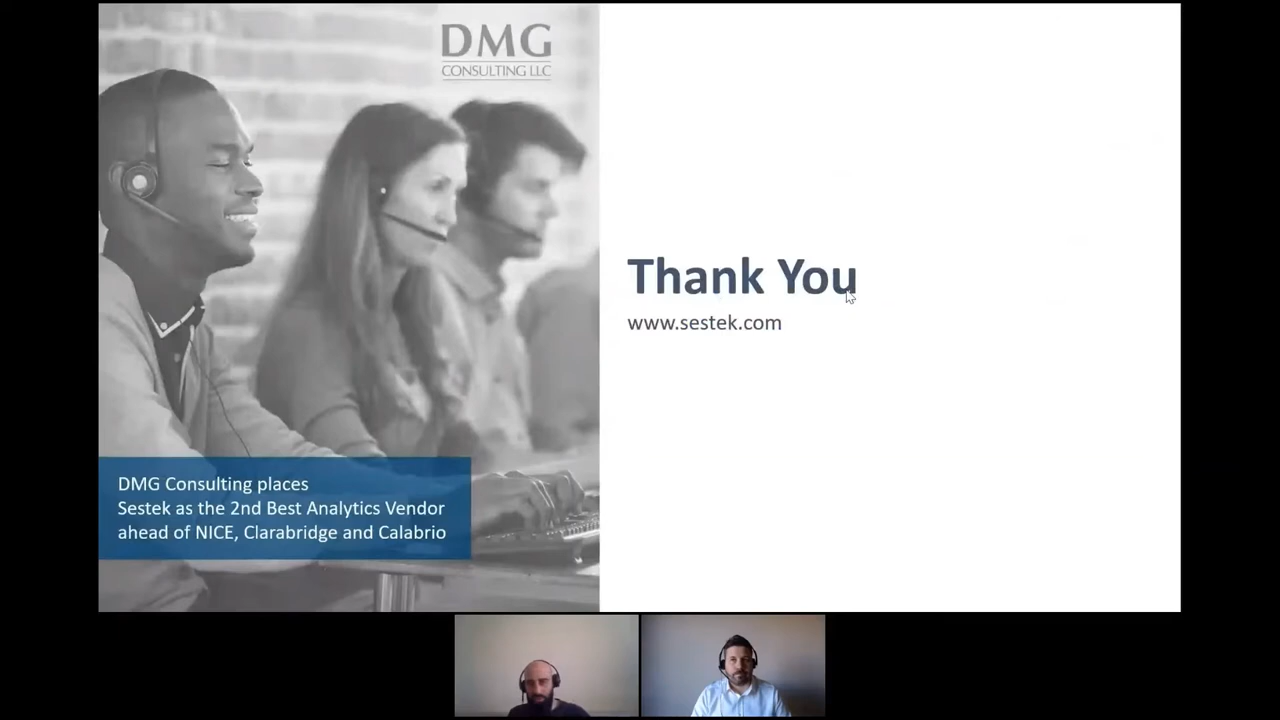 DMG
CONSULTING LLC
Thank You
www.sestek.com
DMG Consulting places
Sestek as the 2nd Best Analytics Vendor
ahead of NICE, Clarabridge and Calabrio